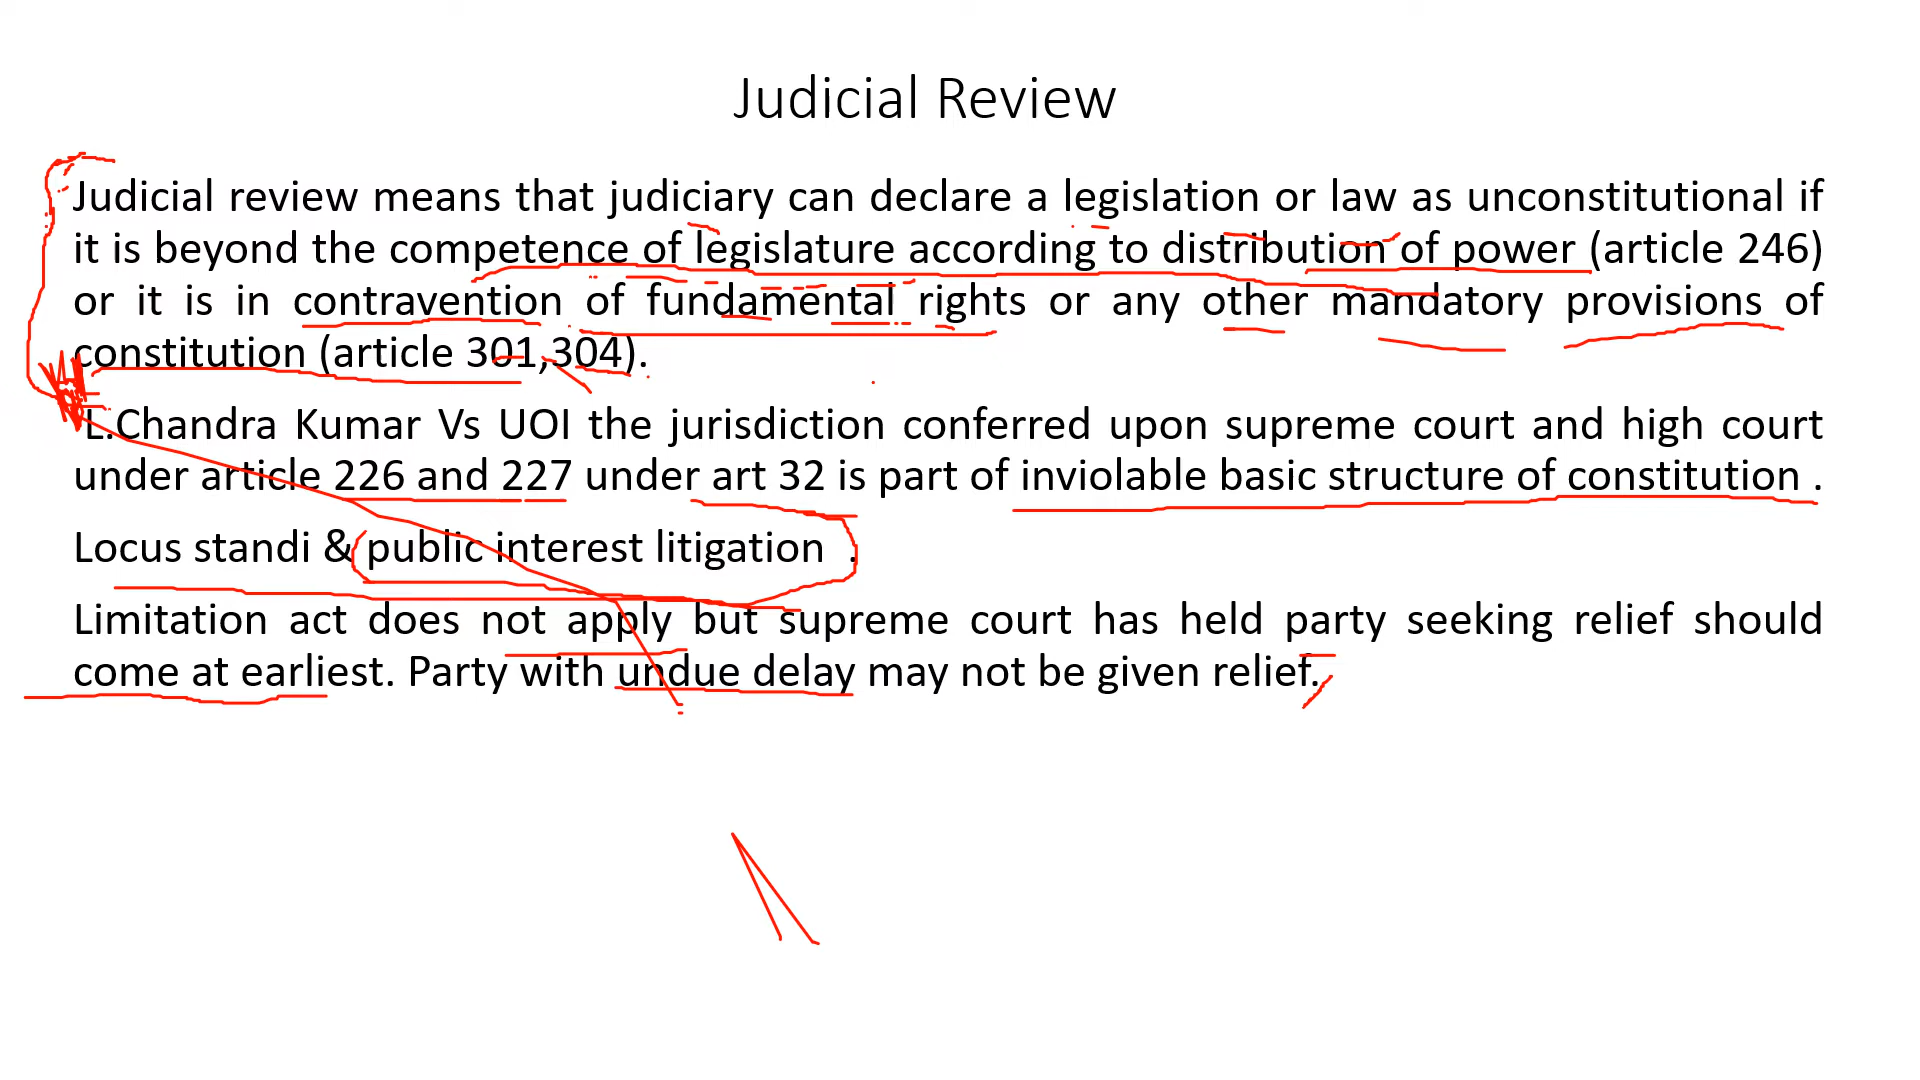 Judicial Review
Judicial review means that judiciary can declare a legislation or law as unconstitutional if
it is beyond the competence of legislature according to distribution of power (article 246)
or it is in contravention of fundamental rights or any other mandatory provisions of
constitution (article 301,304).
L.Chandra Kumar Vs UOI the jurisdiction conferred upon supreme court and high court
under article 226 and 227 under art 32 is part of inviolable basic structure of constitution .
Locus standi & public interest litigation .
Limitation act does not apply but supreme court has held party seeking relief should
come at earliest. Party with undue delay may not be given relief.